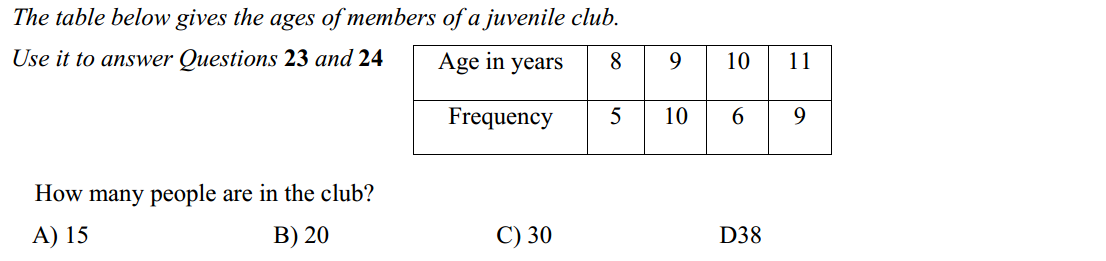 The table below gives the ages of members of a juvenile club.
Use it to answer Questions 23 and 24
Age in years 8 9 10 11
Frequency 5 10 6 9
How many people are in the club?
A) 15 B) 20 C) 30 D38